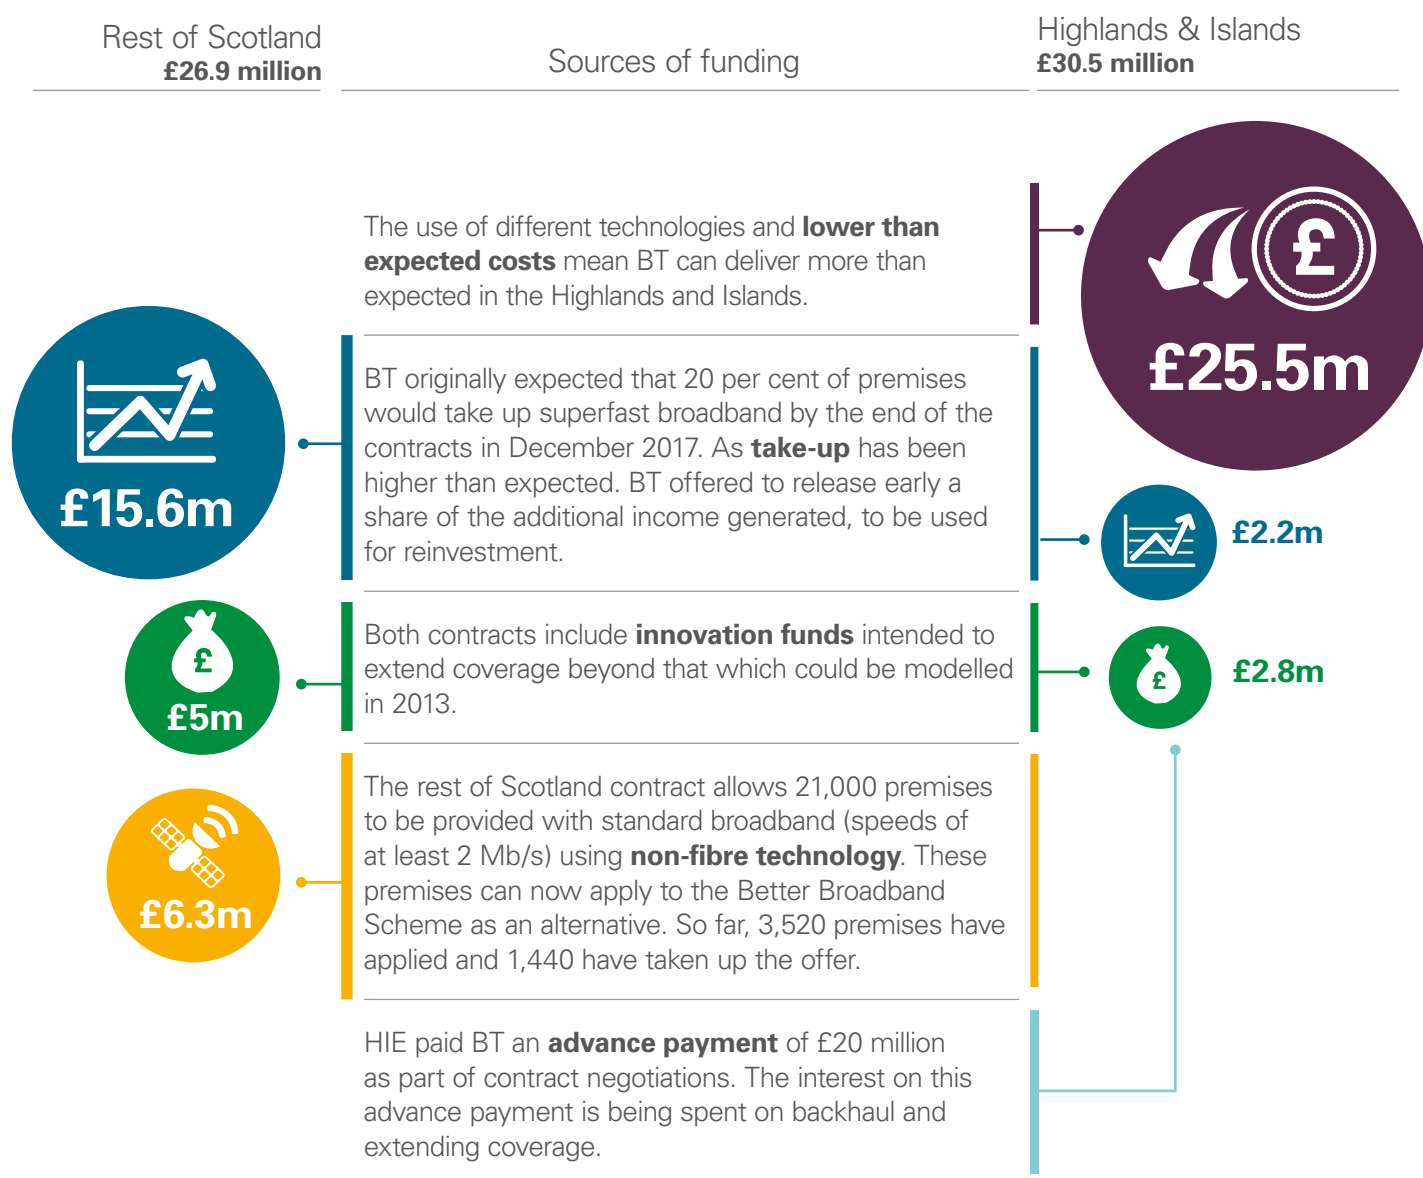 Rest of Scotland
£26.9 million
Sources of funding
Highlands & Islands
£30.5 million
The use of different technologies and lower than
expected costs mean BT can deliver more than
expected in the Highlands and Islands.
£
£25.5m
BT originally expected that 20 per cent of premises
would take up superfast broadband by the end of the
contracts in December 2017. As take-up has been
higher than expected. BT offered to release early a
share of the additional income generated, to be used
for reinvestment.
£15.6m
£2.2m
Both contracts include innovation funds intended to
extend coverage beyond that which could be modelled
in 2013.
£
£5m
£
£2.8m
The rest of Scotland contract allows 21,000 premises
to be provided with standard broadband (speeds of
at least 2 Mb/s) using non-fibre technology. These
premises can now apply to the Better Broadband
Scheme as an alternative. So far, 3,520 premises have
applied and 1,440 have taken up the offer.
£6.3m
HIE paid BT an advance payment of £20 million
as part of contract negotiations. The interest on this
advance payment is being spent on backhaul and
extending coverage.